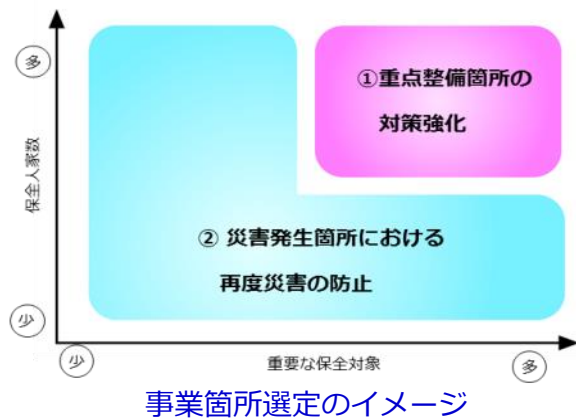 多
①重点整備箇所の
対策強化
保全人家数
② 災害発生箇所における
再度災害の防止
少
少
重要な保全対象
多
事業箇所選定のイメージ